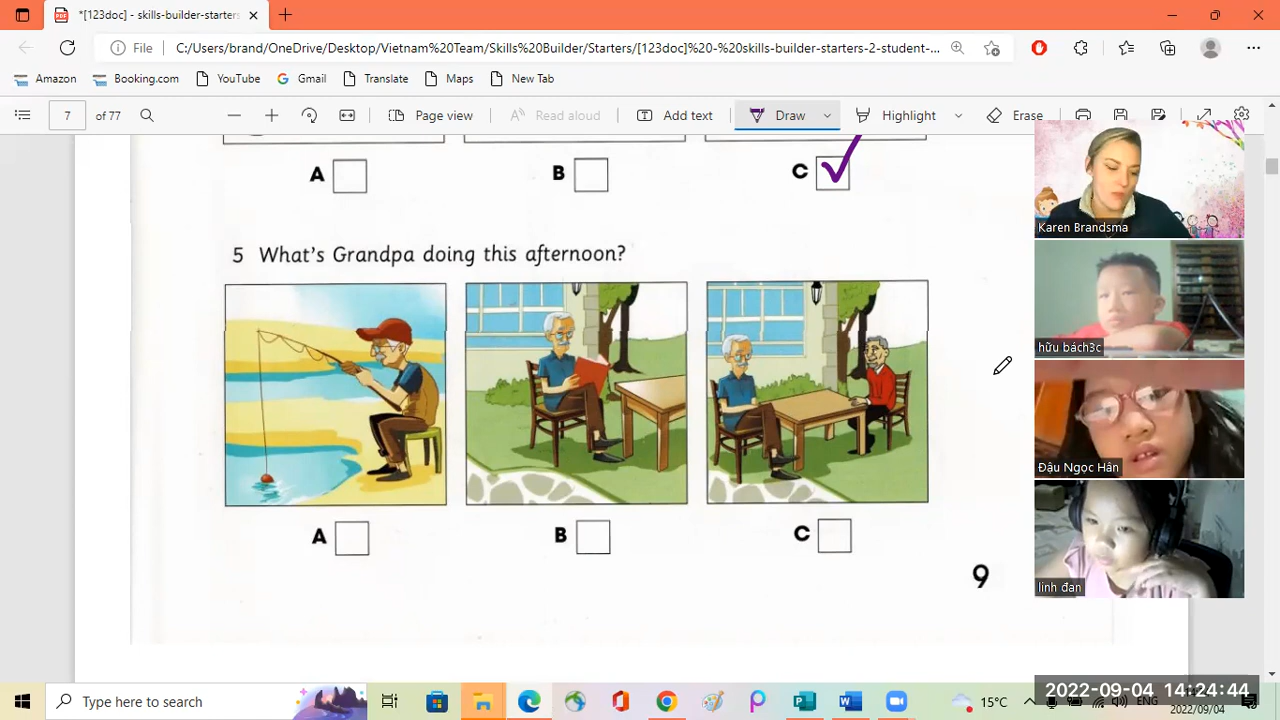 *[123doc] - skills-builder-starters
File
C:/Users/brand/OneDrive/Desktop/Vietnam%20Team/Skills%20Builder/Starters/[123doc]%20-%20skills-builder-starters-2-student-...
Amazon
Booking.com
YouTube
Gmail
Translate
Maps
New Tab
7 of 77
Page view
Read aloud
Add text
Draw
Highlight
Erase
A
B
C
5 What's Grandpa doing this afternoon?
A
B
C
9
Karen Brandsma
hữu bách3c
Đậu Ngọc Hân
linh đan
Type here to search
15°C
ENG
2022-09-04 14:24:44
2022/09/04